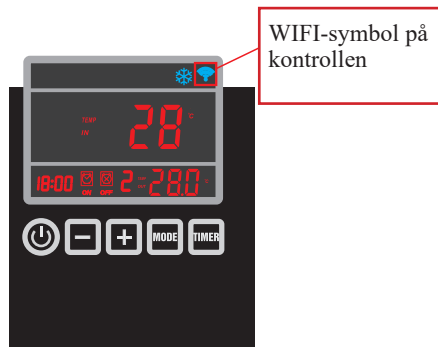 WIFI-symbol på
kontrollen
28 °C
TEMP
IN
18:00 ON OFF 2 28.0
MODE TIMER